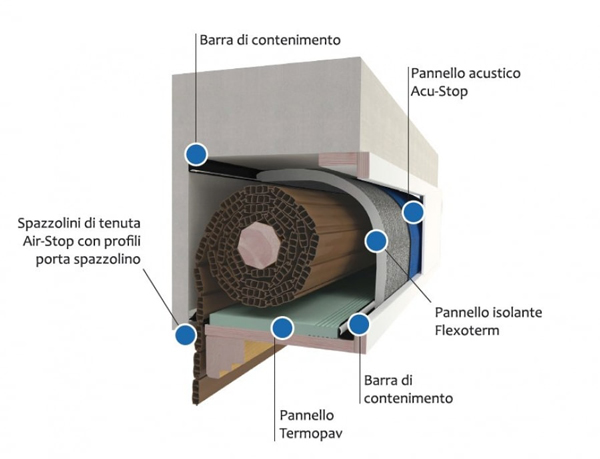 Barra di contenimento
Pannello acustico
Acu-Stop
Spazzolini di tenuta
Air-Stop con profili
porta spazzolino
Pannello isolante
Flexoterm
Barra di
contenimento
Pannello
Termopav